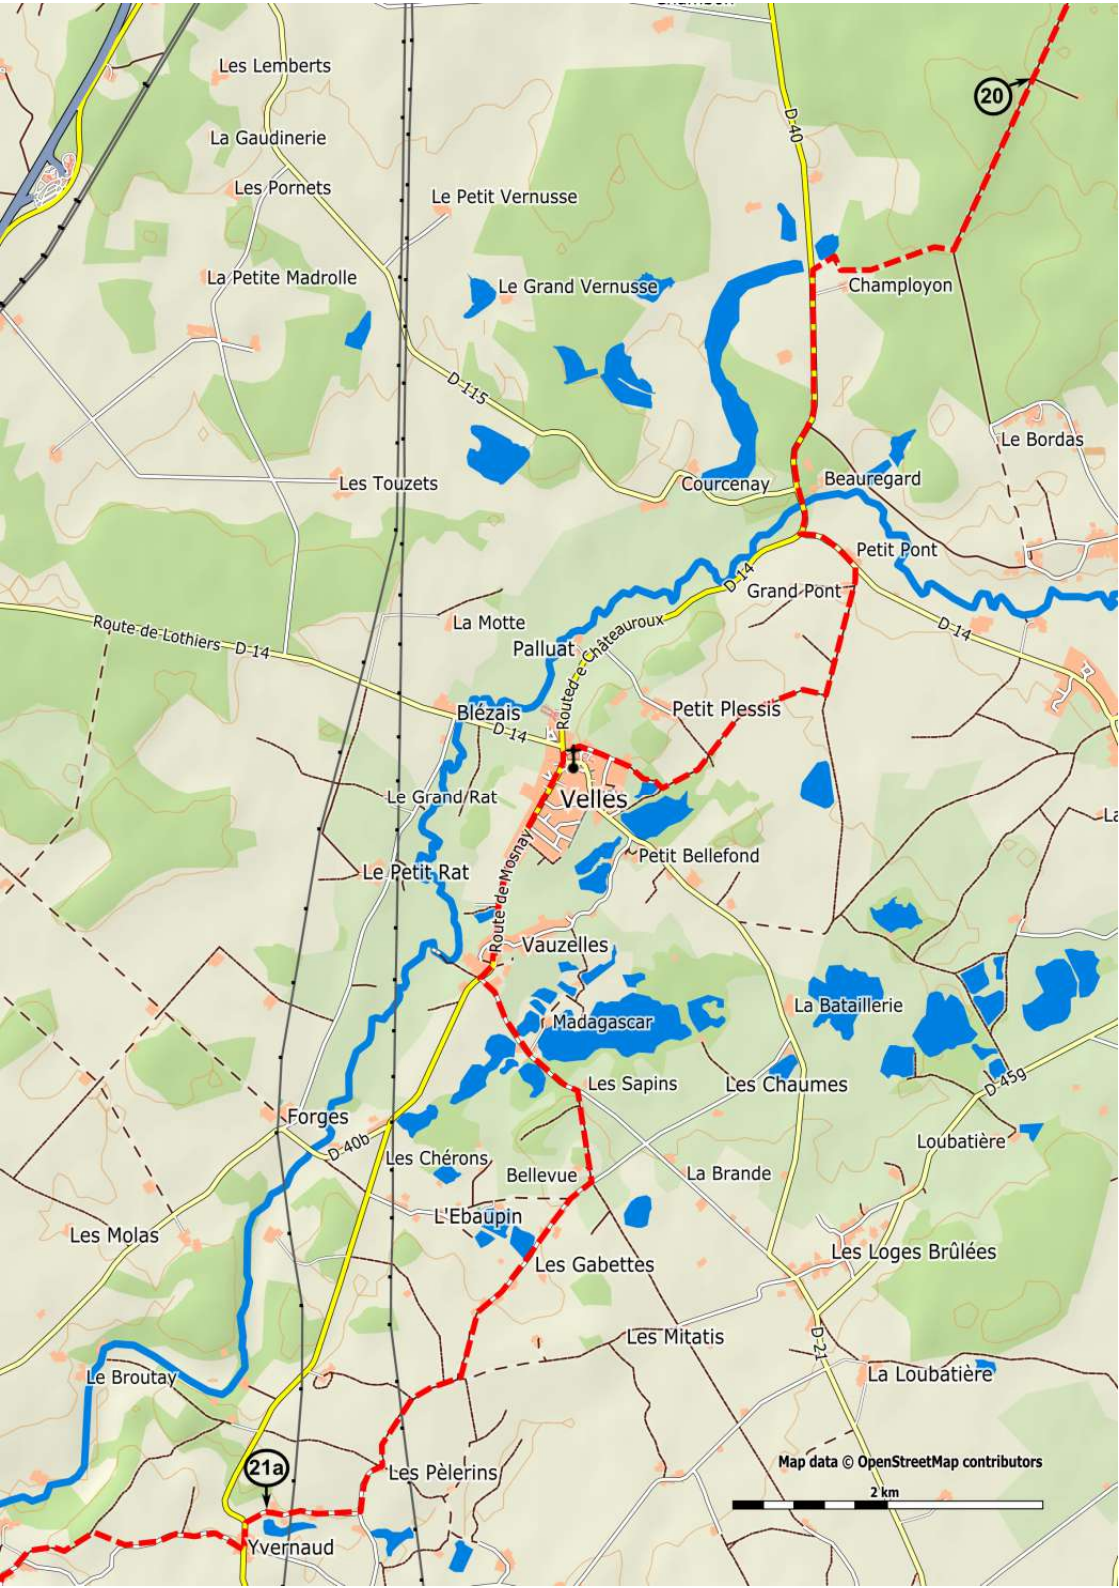 Les Lemberts
20
D 40
La Gaudinerie
Les Pornets
Le Petit Vernusse
La Petite Madrolle
Le Grand Vernusse
Chamployon
D 115
Le Bordas
Les Touzets
Courcenay
Beauregard
Petit Pont
D 14
Grand Pont
La Motte
Route de Lothiers D 14
D 14
Palluat
Routed e Châteauroux
Blézais
D 14
Petit Plessis
Le Grand Rat
Velles
La
Route de Mosnay
Petit Bellefond
Le Petit Rat
Vauzelles
La Bataillerie
Madagascar
Les Sapins
Les Chaumes
D 45g
Forges
D 40b
Loubatière
Les Chérons
Bellevue
La Brande
L'Ebaupin
Les Molas
Les Loges Brûlées
Les Gabettes
Les Mitatis
D 21
Le Broutay
La Loubatière
21a
Les Pèlerins
Map data © OpenStreetMap contributors
2 km
Yvernaud